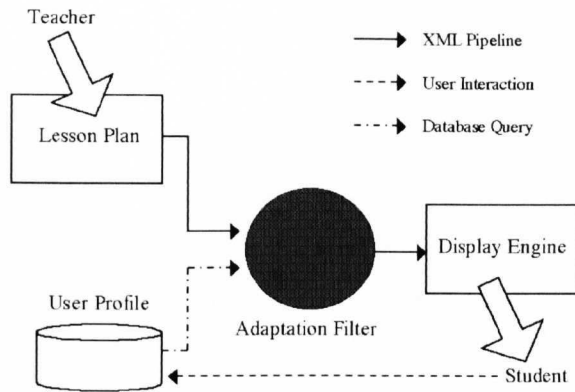 Teacher
XML Pipeline
User Interaction
Database Query
Lesson Plan
Display Engine
User Profile
Adaptation Filter
Student